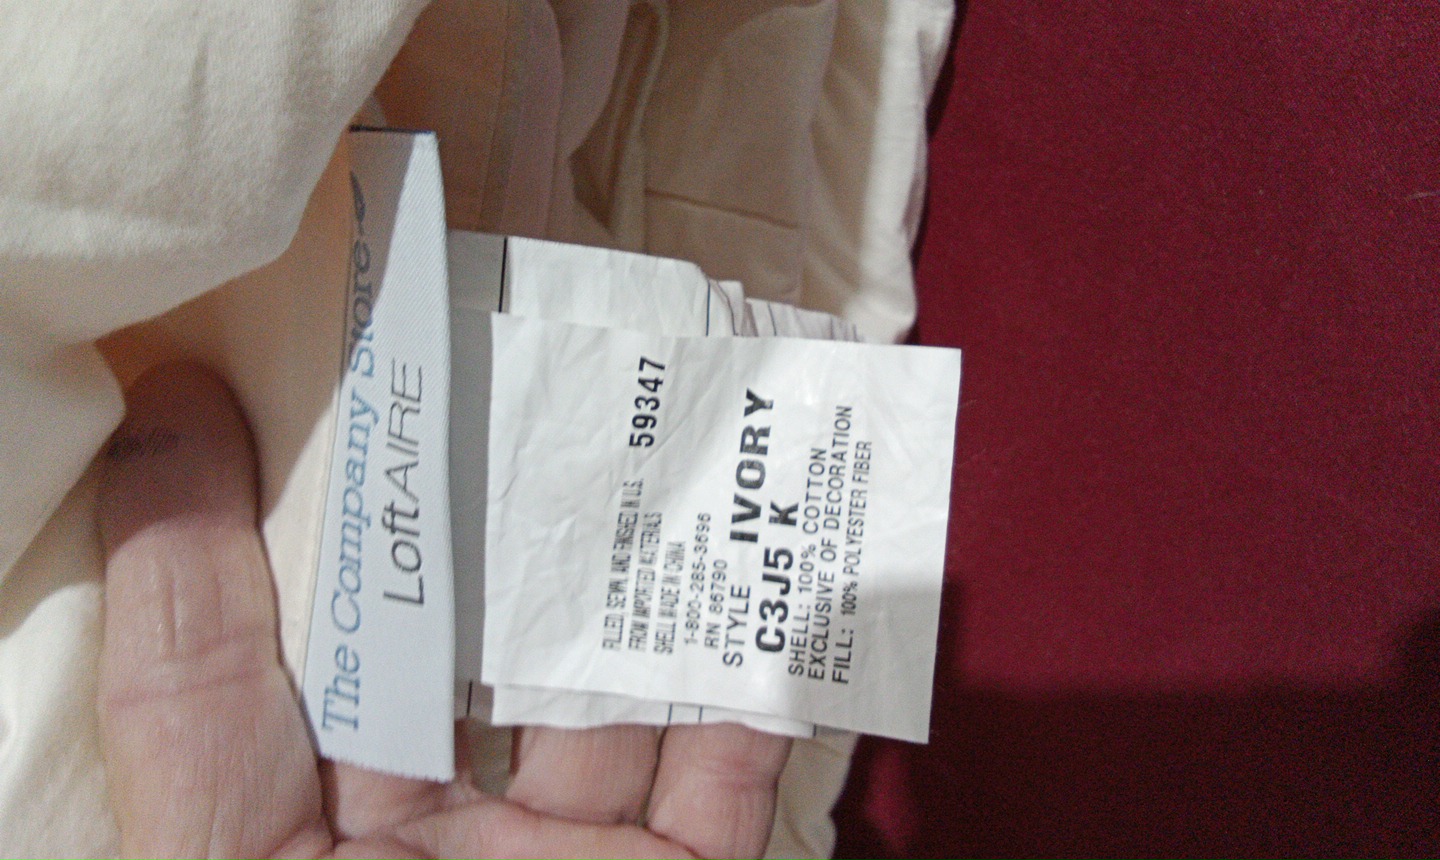 The Company Store
LoftAIRE
59347
FILLED, SEWN, AND FINISHED IN U.S.
FROM IMPORTED MATERIALS
SHELL MADE IN CHINA
1-800-285-3696
RN 86790
STYLE IVORY
C3J5 K
SHELL: 100% COTTON
EXCLUSIVE OF DECORATION
FILL: 100% POLYESTER FIBER